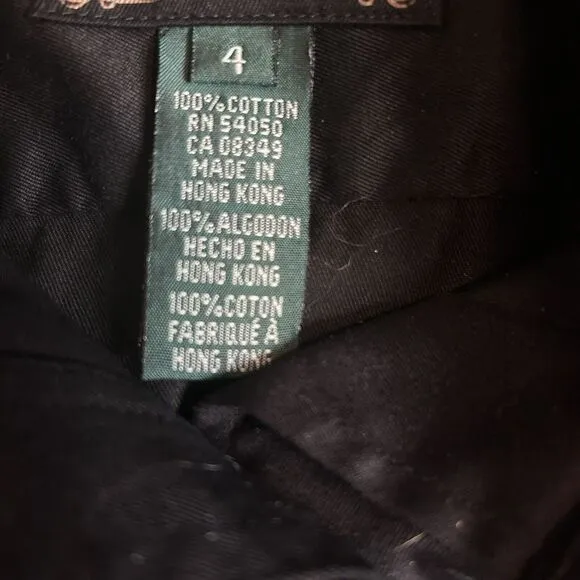 4
100% COTTON
RN 54050
CA 08349
MADE IN
HONG KONG
100% ALGODON
HECHO EN
HONG KONG
100% COTON
FABRIQUÉ À
HONG KONG